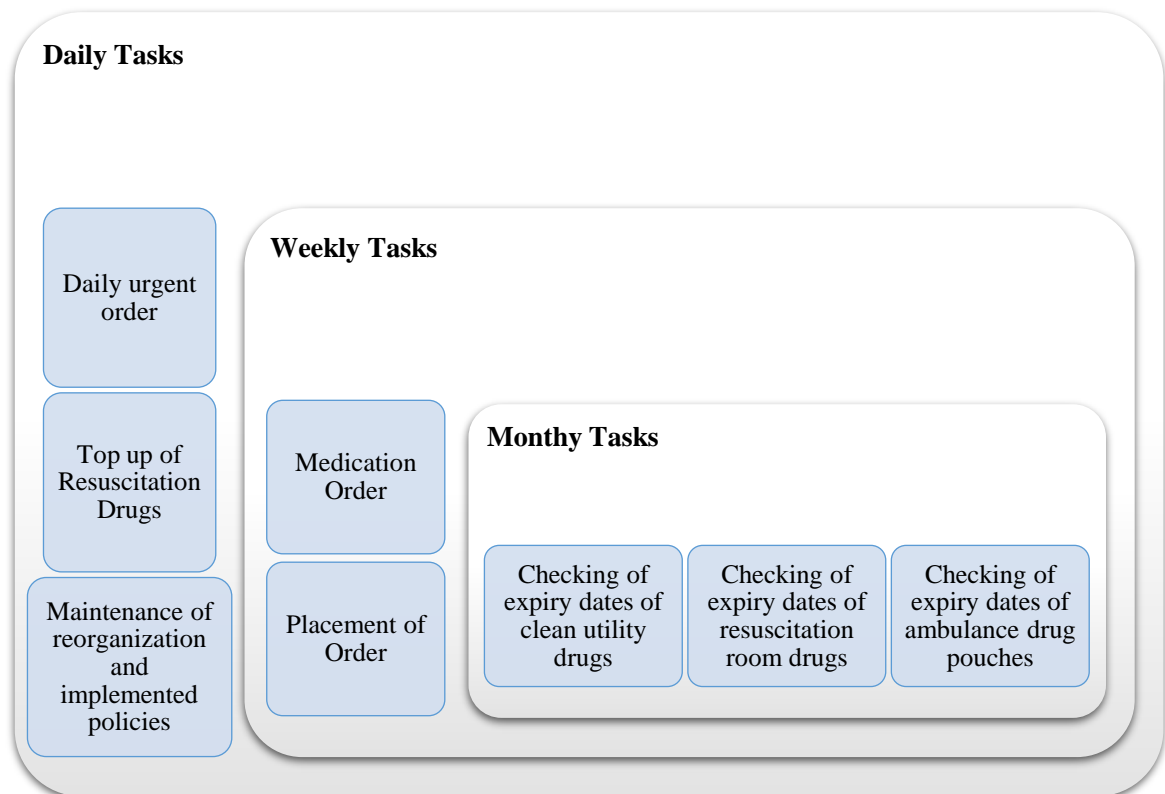 Daily Tasks
Daily urgent
order
Top up of
Resuscitation
Drugs
Maintenance of
reorganization
and
implemented
policies
Weekly Tasks
Medication
Order
Placement of
Order
Monthy Tasks
Checking of
expiry dates of
clean utility
drugs
Checking of
expiry dates of
resuscitation
room drugs
Checking of
expiry dates of
ambulance drug
pouches